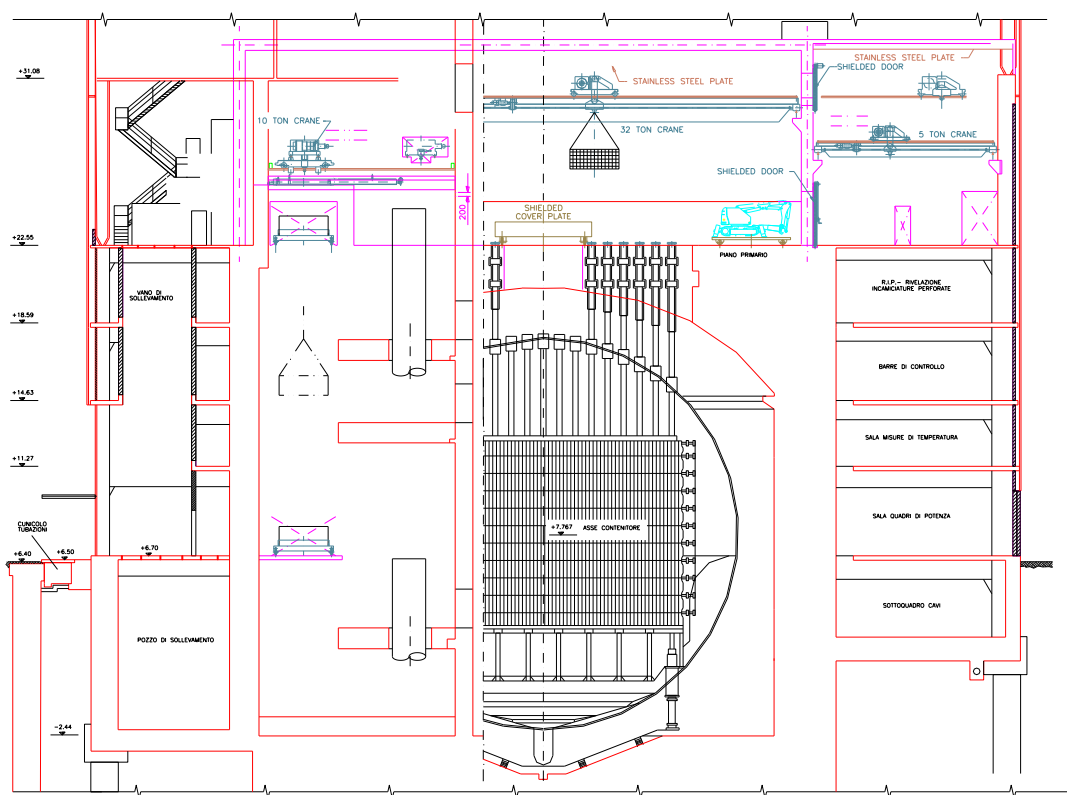 +31.08
STAINLESS STEEL PLATE
STAINLESS STEEL PLATE
SHIELDED DOOR
10 TON CRANE
32 TON CRANE
5 TON CRANE
SHIELDED DOOR
200
SHIELDED
COVER PLATE
+22.55
PIANO PRIMARIO
VANO DI
SOLLEVAMENTO
R.I.P.– RIVELAZIONE
INCAMICIATURE PERFORATE
+18.59
BARRE DI CONTROLLO
+14.63
SALA MISURE DI TEMPERATURA
+11.27
CUNICOLO
TUBAZIONI
+7.767 ASSE CONTENITORE
SALA QUADRI DI POTENZA
+6.40
+6.50
+6.70
SOTTOQUADRO CAVI
POZZO DI SOLLEVAMENTO
-2.44